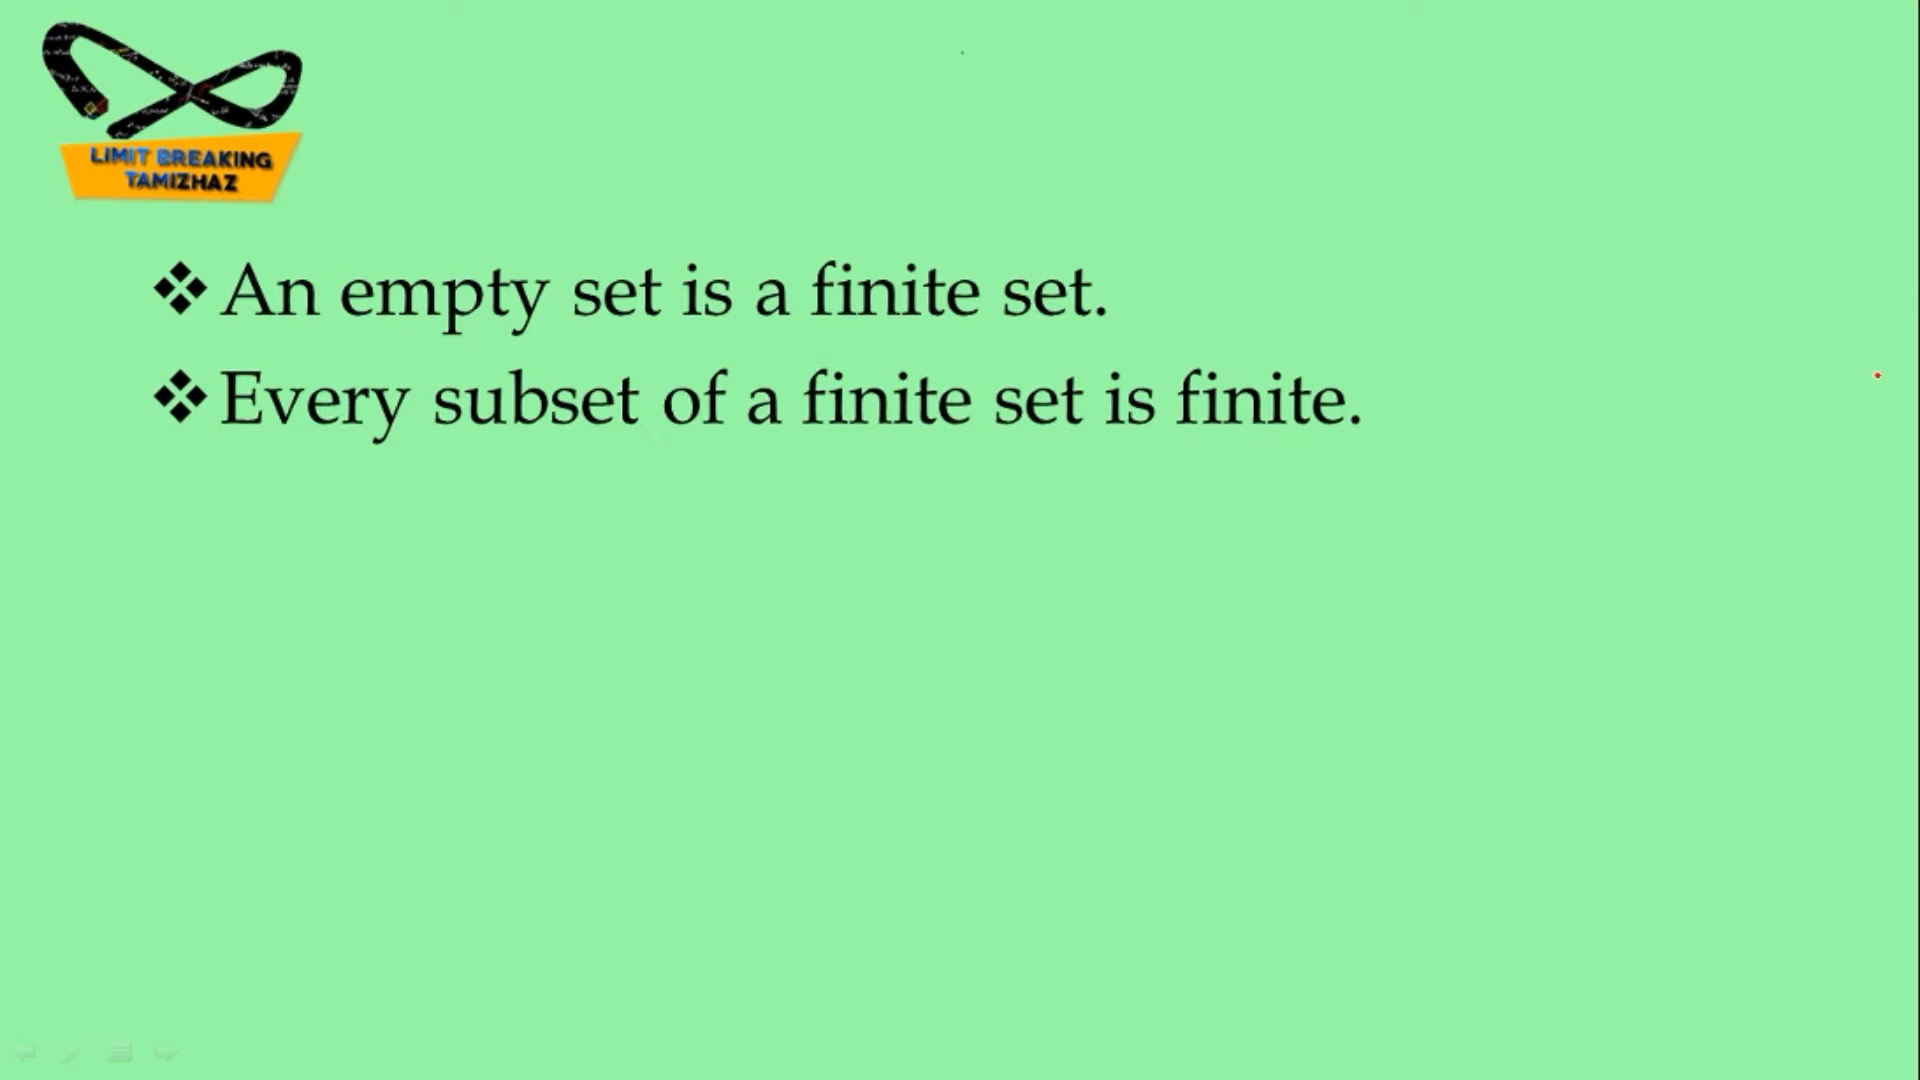 LIMIT BREAKING
TAMIZHAZ
❖ An empty set is a finite set.
❖ Every subset of a finite set is finite.